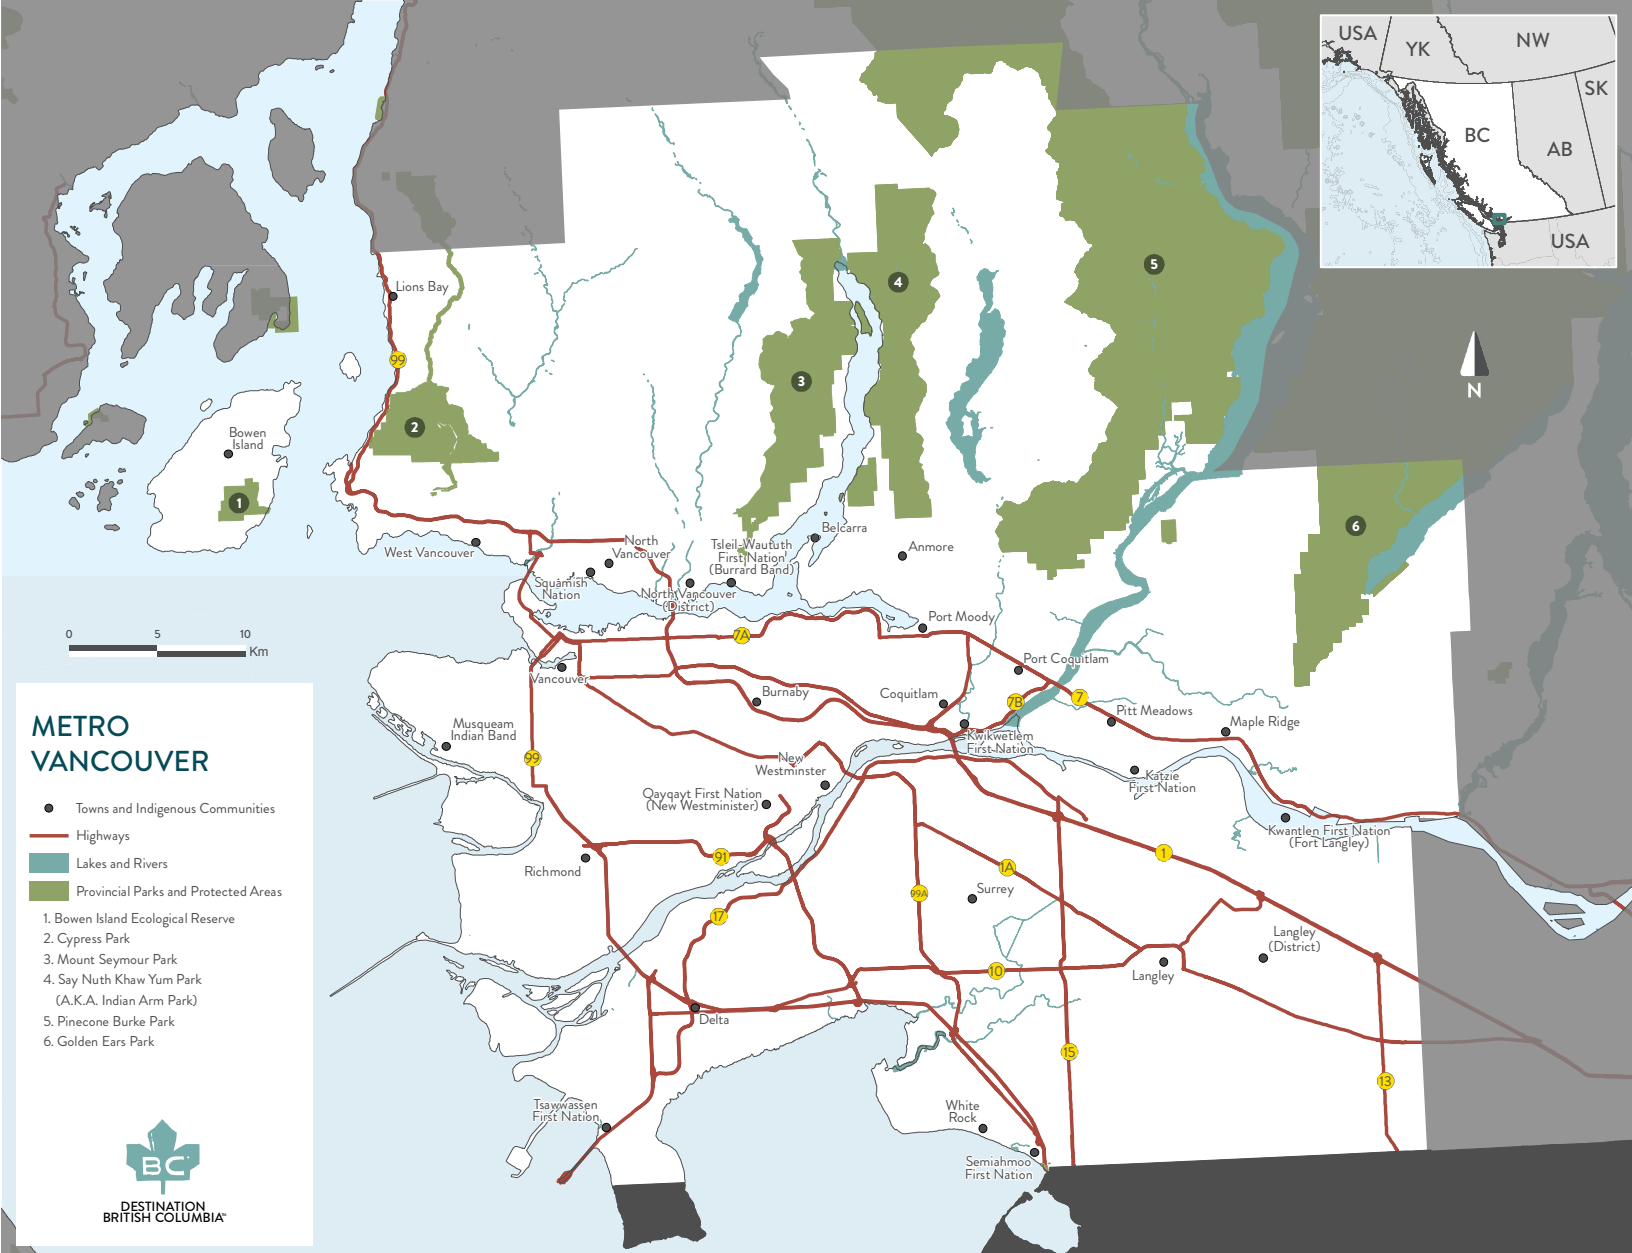 USA
YK
NW
SK
BC
AB
USA
N
5
4
3
2
1
6
Lions Bay
99
Bowen
Island
West Vancouver
North
Vancouver
Squamish
Nation
Tsleil-Waututh
First Nation
(Burrard Band)
North Vancouver
(District)
Belcarra
Anmore
Port Moody
7A
0
5
10
Km
Vancouver
Burnaby
Coquitlam
Port Coquitlam
7B
7
Pitt Meadows
Maple Ridge
Kwikwetlem
First Nation
Katzie
First Nation
Musqueam
Indian Band
99
New
Westminster
Qayqayt First Nation
(New Westminister)
Kwantlen First Nation
(Fort Langley)
Richmond
91
17
1A
1
99A
Surrey
10
Langley
Langley
(District)
Delta
15
13
Tsawwassen
First Nation
White
Rock
Semiahmoo
First Nation
METRO
VANCOUVER
Towns and Indigenous Communities
Highways
Lakes and Rivers
Provincial Parks and Protected Areas
1. Bowen Island Ecological Reserve
2. Cypress Park
3. Mount Seymour Park
4. Say Nuth Khaw Yum Park
(A.K.A. Indian Arm Park)
5. Pinecone Burke Park
6. Golden Ears Park
BC
DESTINATION
BRITISH COLUMBIA™